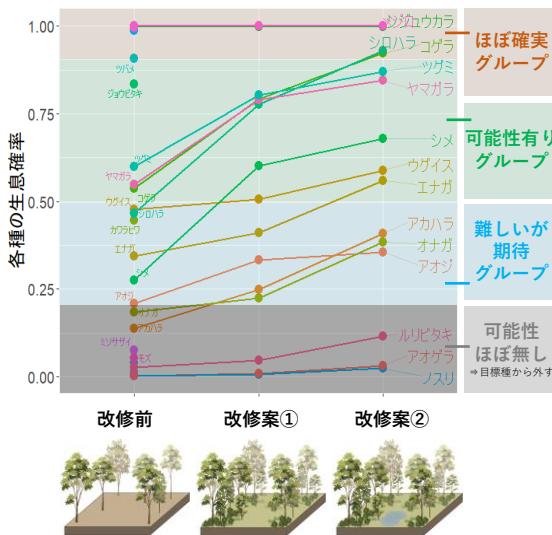 各種の生息確率
1.00
0.75
0.50
0.25
0.00
ツバメ
ジョウビタキ
ツグミ
ヤマガラ
コゲラ
ウグイス
シロハラ
カワラヒワ
エナガ
シメ
アオジ
オナガ
アカハラ
ミソサザイ
モズ
シジュウカラ
シロハラ
コゲラ
ツグミ
ヤマガラ
シメ
ウグイス
エナガ
アカハラ
オナガ
アオジ
ルリビタキ
アオゲラ
ノスリ
ほぼ確実
グループ
可能性有り
グループ
難しいが
期待
グループ
可能性
ほぼ無し
⇒目標種から外す
改修前
改修案①
改修案②